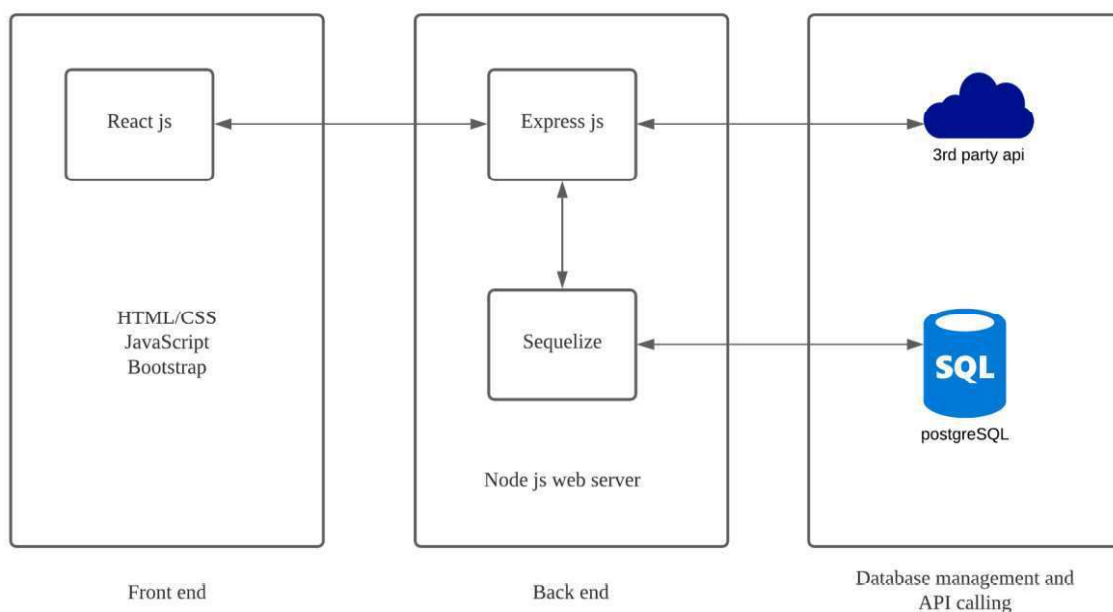 React js
Express js
3rd party api
HTML/CSS
JavaScript
Bootstrap
Sequelize
SQL
postgreSQL
Node js web server
Front end
Back end
Database management and
API calling